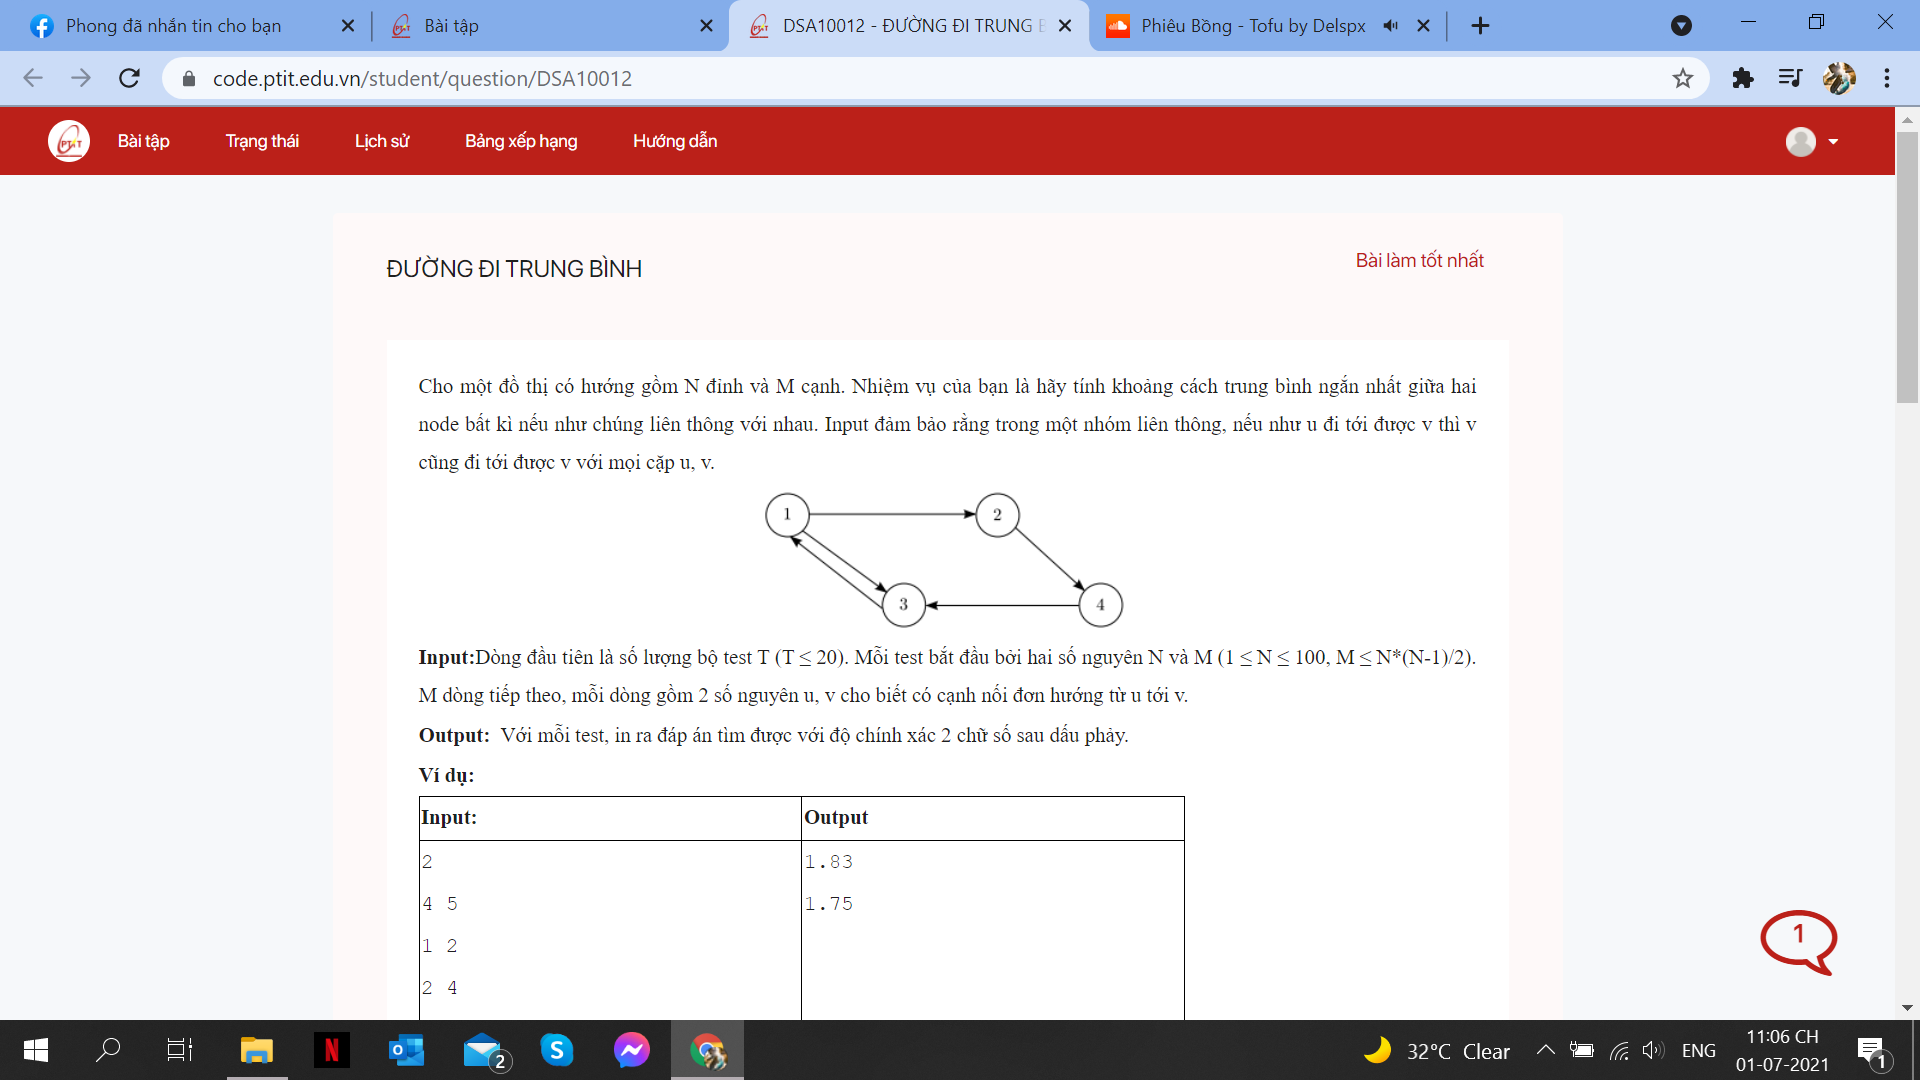 Phong đã nhắn tin cho bạn
Bài tập
DSA10012 - ĐƯỜNG ĐI TRUNG B
Phiêu Bồng - Tofu by Delspx
code.ptit.edu.vn/student/question/DSA10012
PTIT
Bài tập
Trạng thái
Lịch sử
Bảng xếp hạng
Hướng dẫn
ĐƯỜNG ĐI TRUNG BÌNH
Bài làm tốt nhất
Cho một đồ thị có hướng gồm N đỉnh và M cạnh. Nhiệm vụ của bạn là hãy tính khoảng cách trung bình ngắn nhất giữa hai
node bất kì nếu như chúng liên thông với nhau. Input đảm bảo rằng trong một nhóm liên thông, nếu như u đi tới được v thì v
cũng đi tới được v với mọi cặp u, v.
1
2
3
4
Input:Dòng đầu tiên là số lượng bộ test T (T ≤ 20). Mỗi test bắt đầu bởi hai số nguyên N và M (1 ≤ N ≤ 100, M ≤ N*(N-1)/2).
M dòng tiếp theo, mỗi dòng gồm 2 số nguyên u, v cho biết có cạnh nối đơn hướng từ u tới v.
Output: Với mỗi test, in ra đáp án tìm được với độ chính xác 2 chữ số sau dấu phảy.
Ví dụ:
Input:
Output
2
1.83
4 5
1.75
1 2
2 4
1
N
2
S
32°C Clear
ENG
11:06 CH
01-07-2021
1